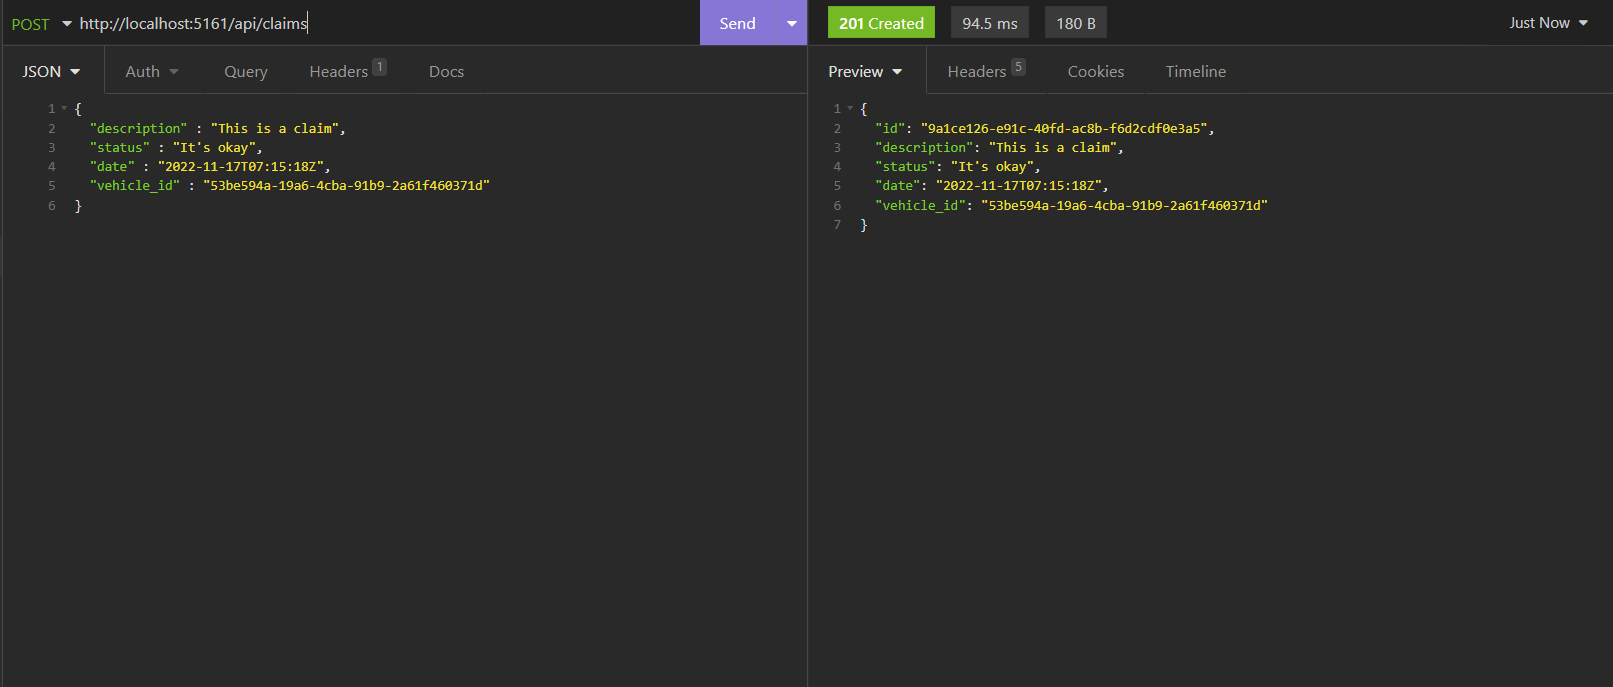 POST http://localhost:5161/api/claims Send 201 Created 94.5 ms 180 B Just Now
JSON Auth Query Headers 1 Docs Preview Headers 5 Cookies Timeline
1 {
2 "description" : "This is a claim",
3 "status" : "It's okay",
4 "date" : "2022-11-17T07:15:18Z",
5 "vehicle_id" : "53be594a-19a6-4cba-91b9-2a61f460371d"
6 }
1 {
2 "id": "9a1ce126-e91c-40fd-ac8b-f6d2cdf0e3a5",
3 "description": "This is a claim",
4 "status": "It's okay",
5 "date": "2022-11-17T07:15:18Z",
6 "vehicle_id": "53be594a-19a6-4cba-91b9-2a61f460371d"
7 }